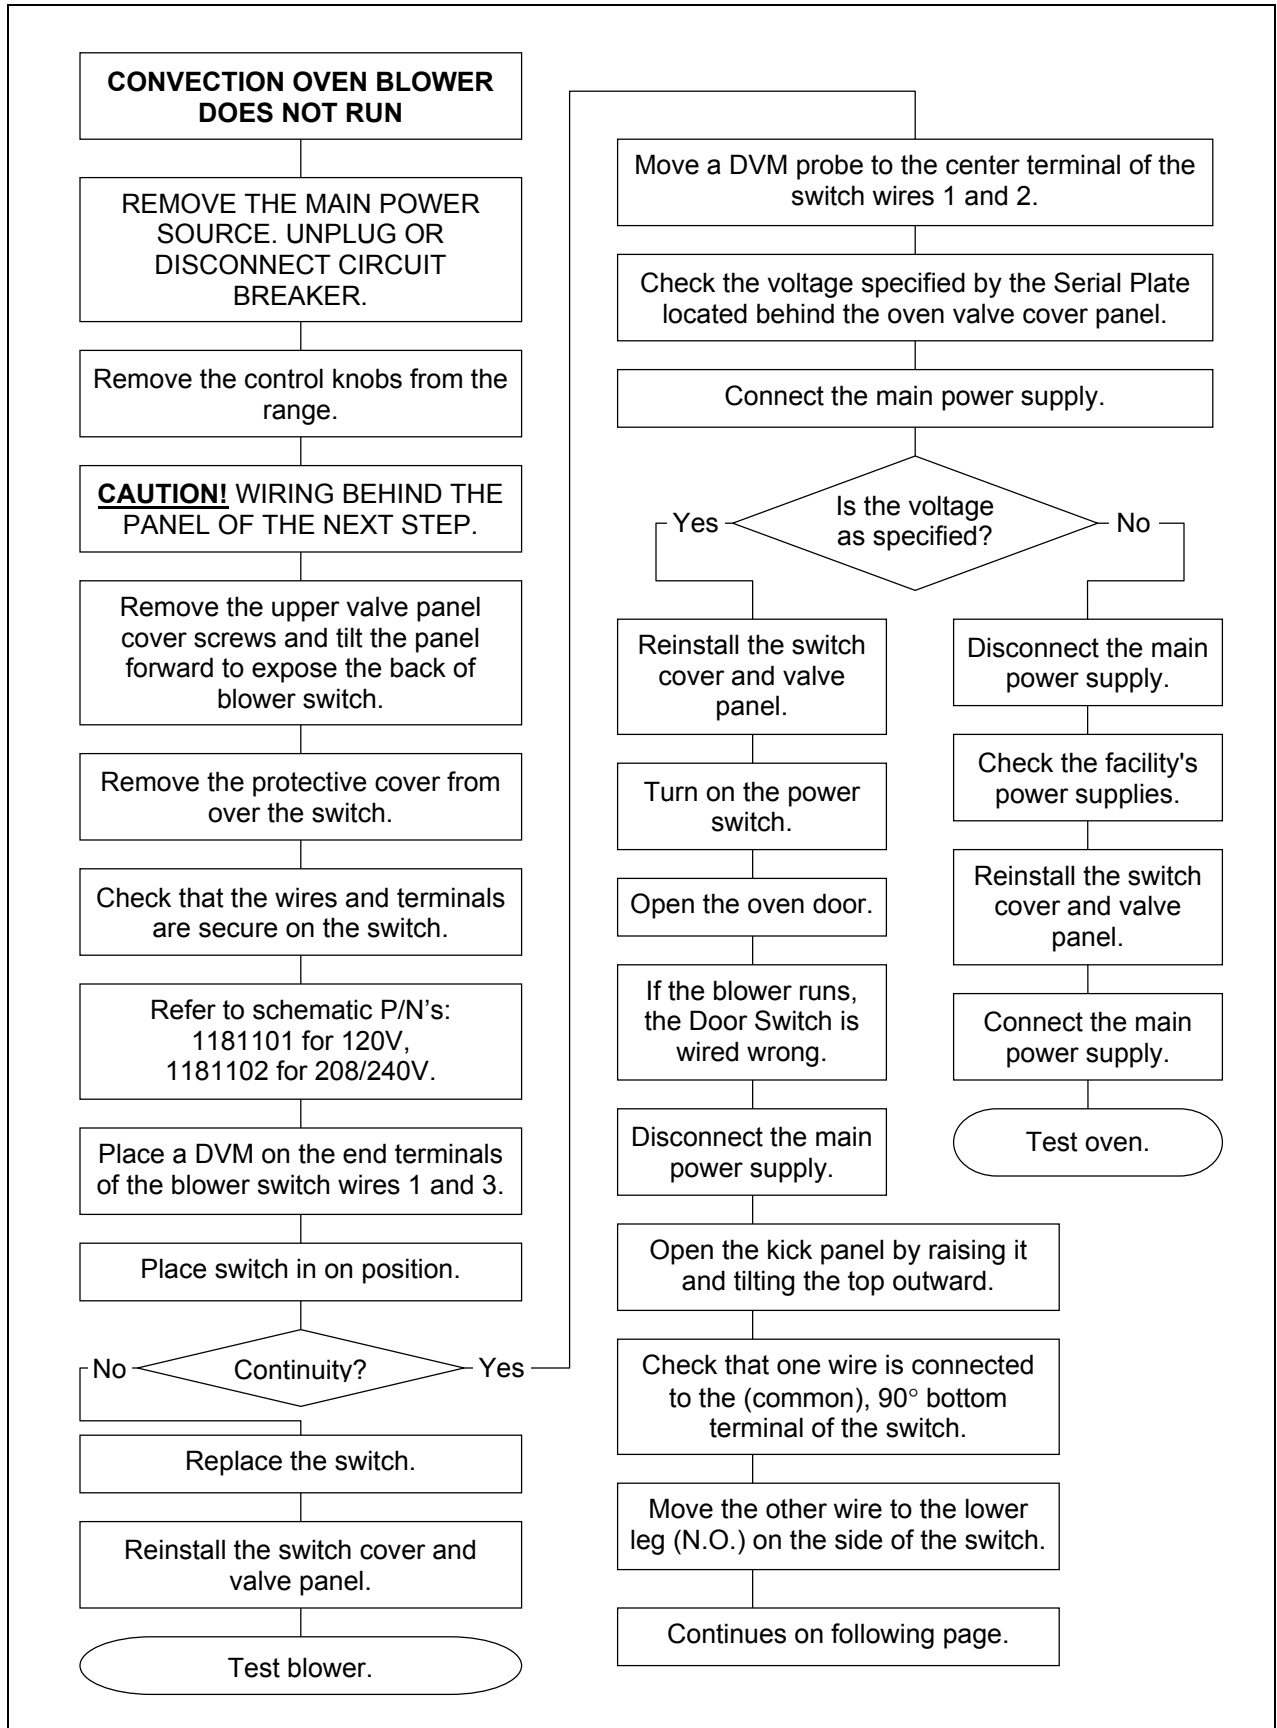 CONVECTION OVEN BLOWER
DOES NOT RUN
REMOVE THE MAIN POWER
SOURCE. UNPLUG OR
DISCONNECT CIRCUIT
BREAKER.
Remove the control knobs from the
range.
CAUTION! WIRING BEHIND THE
PANEL OF THE NEXT STEP.
Remove the upper valve panel
cover screws and tilt the panel
forward to expose the back of
blower switch.
Remove the protective cover from
over the switch.
Check that the wires and terminals
are secure on the switch.
Refer to schematic P/N’s:
1181101 for 120V,
1181102 for 208/240V.
Place a DVM on the end terminals
of the blower switch wires 1 and 3.
Place switch in on position.
Continuity?
No
Yes
Replace the switch.
Reinstall the switch cover and
valve panel.
Test blower.
Move a DVM probe to the center terminal of the
switch wires 1 and 2.
Check the voltage specified by the Serial Plate
located behind the oven valve cover panel.
Connect the main power supply.
Is the voltage
as specified?
Yes
No
Reinstall the switch
cover and valve
panel.
Turn on the power
switch.
Open the oven door.
If the blower runs,
the Door Switch is
wired wrong.
Disconnect the main
power supply.
Open the kick panel by raising it
and tilting the top outward.
Check that one wire is connected
to the (common), 90° bottom
terminal of the switch.
Move the other wire to the lower
leg (N.O.) on the side of the switch.
Continues on following page.
Disconnect the main
power supply.
Check the facility's
power supplies.
Reinstall the switch
cover and valve
panel.
Connect the main
power supply.
Test oven.